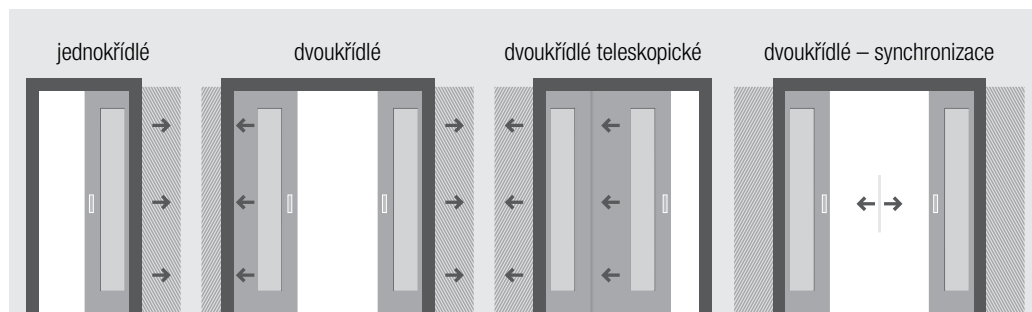 jednokřídlé
dvoukřídlé
dvoukřídlé teleskopické
dvoukřídlé – synchronizace